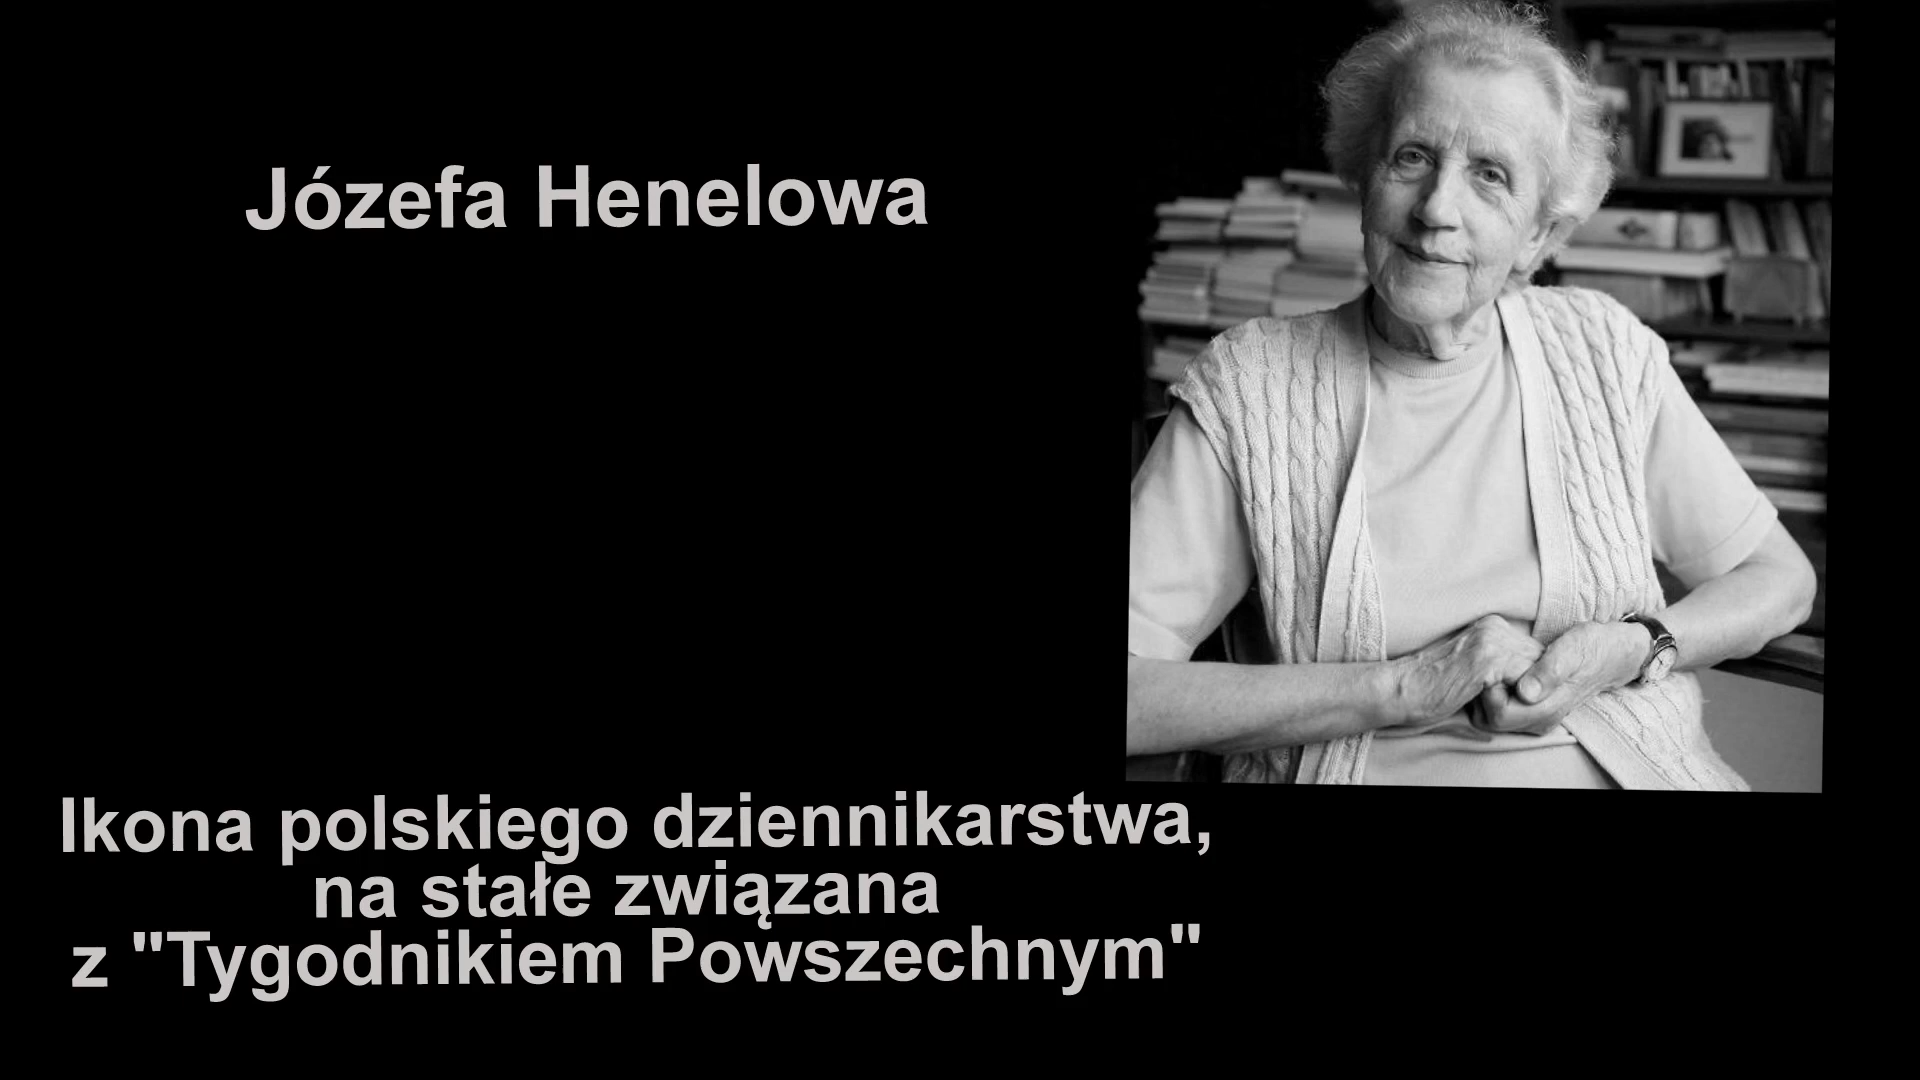 Józefa Henelowa
Ikona polskiego dziennikarstwa,
na stałe związana
z "Tygodnikiem Powszechnym"